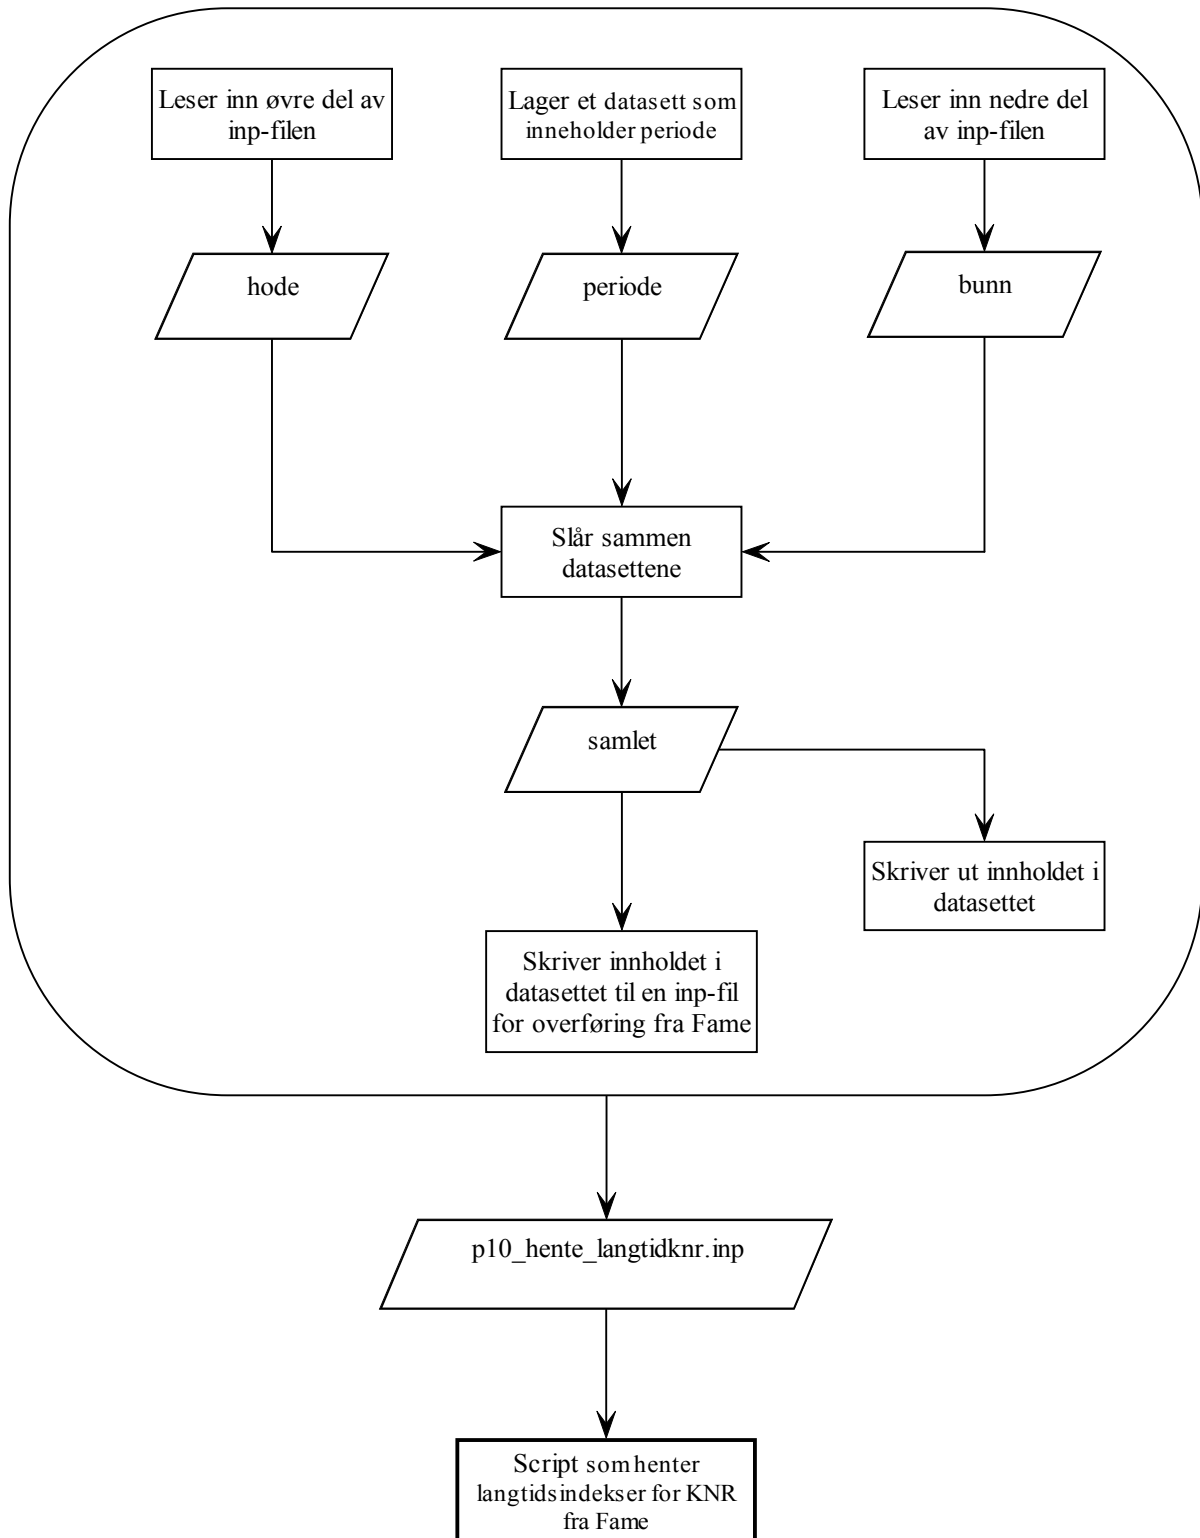 Leser inn øvre del av
inp-filen
Lager et datasett som
inneholder periode
Leser inn nedre del
av inp-filen
hode
periode
bunn
Slår sammen
datasettene
samlet
Skriver ut innholdet i
datasettet
Skriver innholdet i
datasettet til en inp-fil
for overføring fra Fame
p10_hente_langtidknr.inp
Script som henter
langtidsindekser for KNR
fra Fame